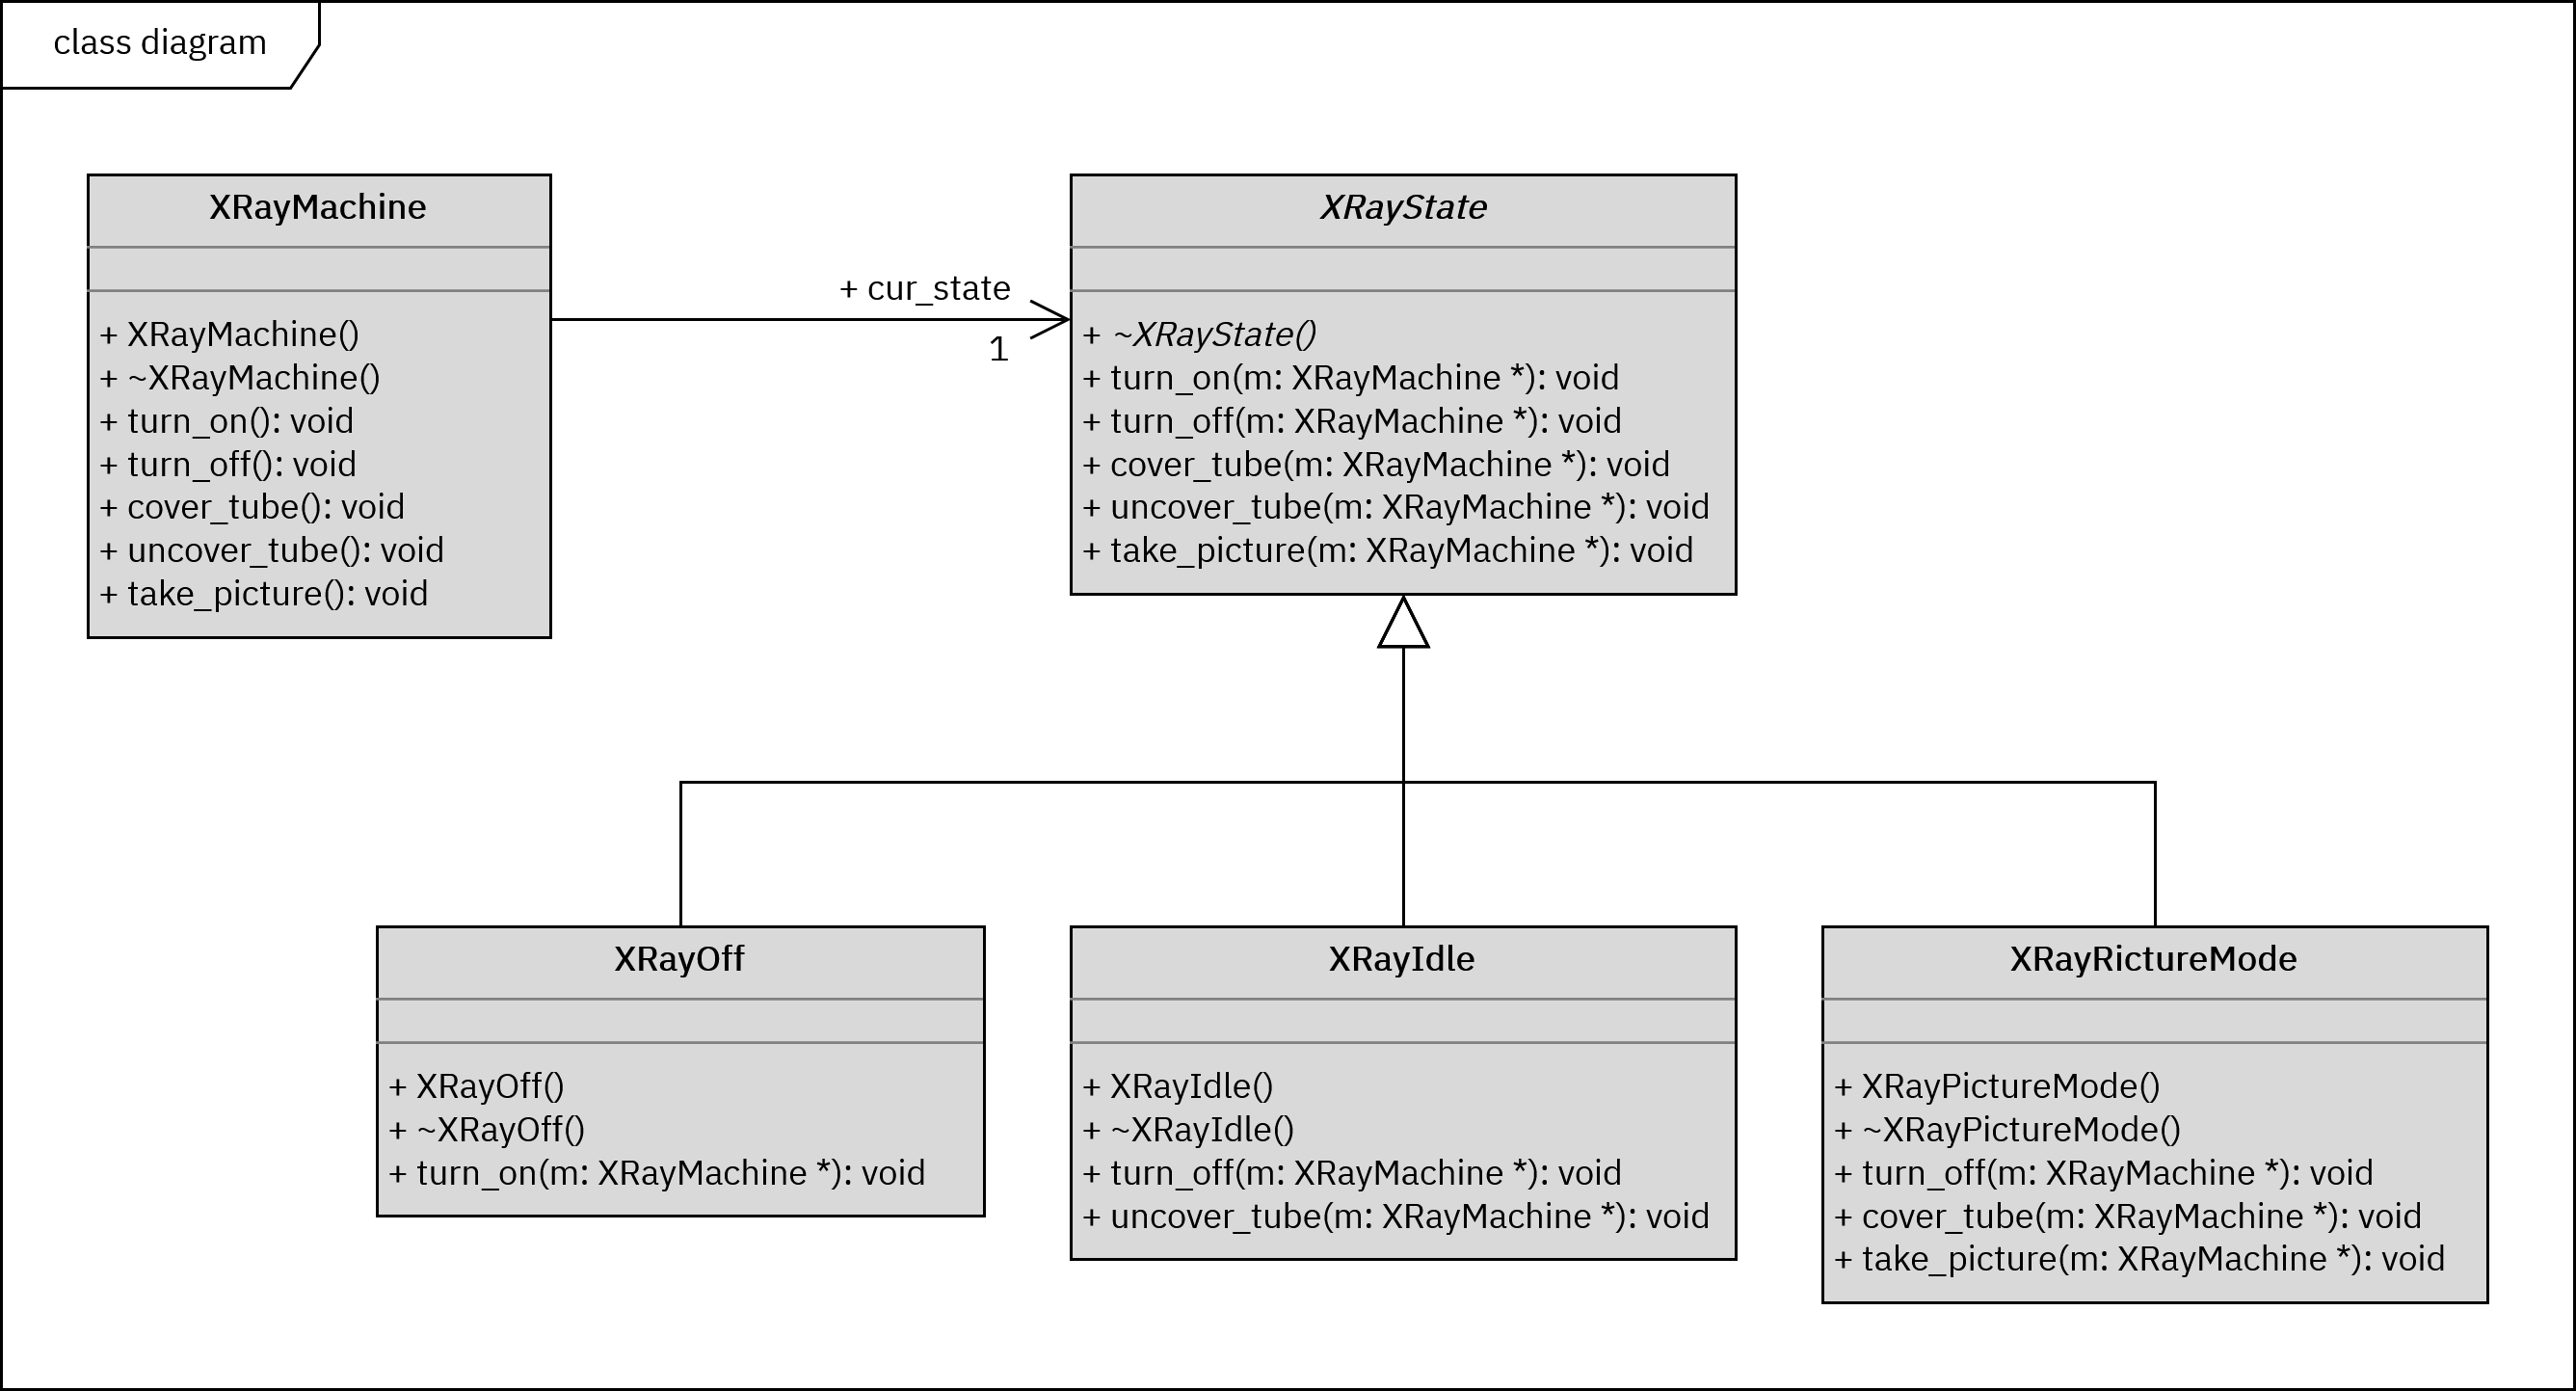 class diagram
XRayMachine
+ XRayMachine()
+ ~XRayMachine()
+ turn_on(): void
+ turn_off(): void
+ cover_tube(): void
+ uncover_tube(): void
+ take_picture(): void
+ cur_state
1
XRayState
+ ~XRayState()
+ turn_on(m: XRayMachine *): void
+ turn_off(m: XRayMachine *): void
+ cover_tube(m: XRayMachine *): void
+ uncover_tube(m: XRayMachine *): void
+ take_picture(m: XRayMachine *): void
XRayOff
+ XRayOff()
+ ~XRayOff()
+ turn_on(m: XRayMachine *): void
XRayIdle
+ XRayIdle()
+ ~XRayIdle()
+ turn_off(m: XRayMachine *): void
+ uncover_tube(m: XRayMachine *): void
XRayRictureMode
+ XRayPictureMode()
+ ~XRayPictureMode()
+ turn_off(m: XRayMachine *): void
+ cover_tube(m: XRayMachine *): void
+ take_picture(m: XRayMachine *): void